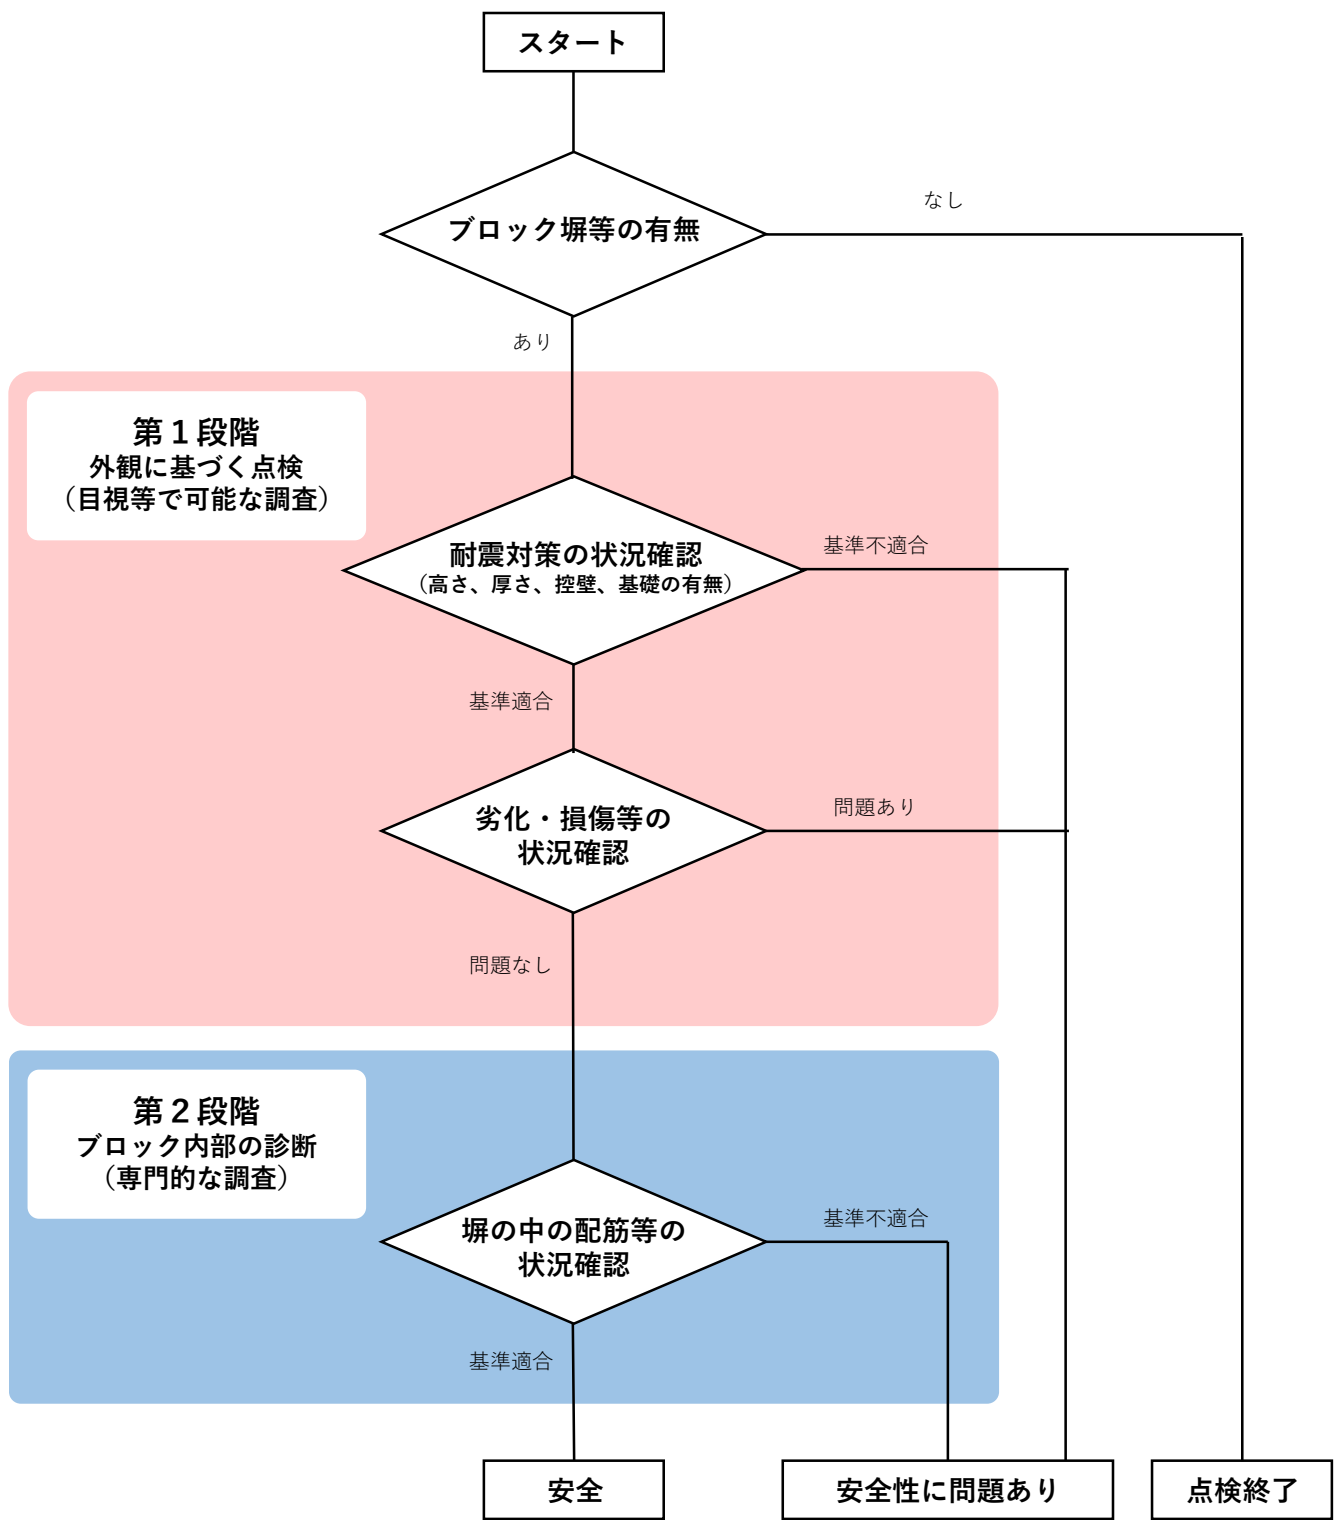 スタート
ブロック塀等の有無
なし
あり
第１段階
外観に基づく点検
（目視等で可能な調査）
耐震対策の状況確認
（高さ、厚さ、控壁、基礎の有無）
基準不適合
基準適合
劣化・損傷等の
状況確認
問題あり
問題なし
第２段階
ブロック内部の診断
（専門的な調査）
塀の中の配筋等の
状況確認
基準不適合
基準適合
安全
安全性に問題あり
点検終了